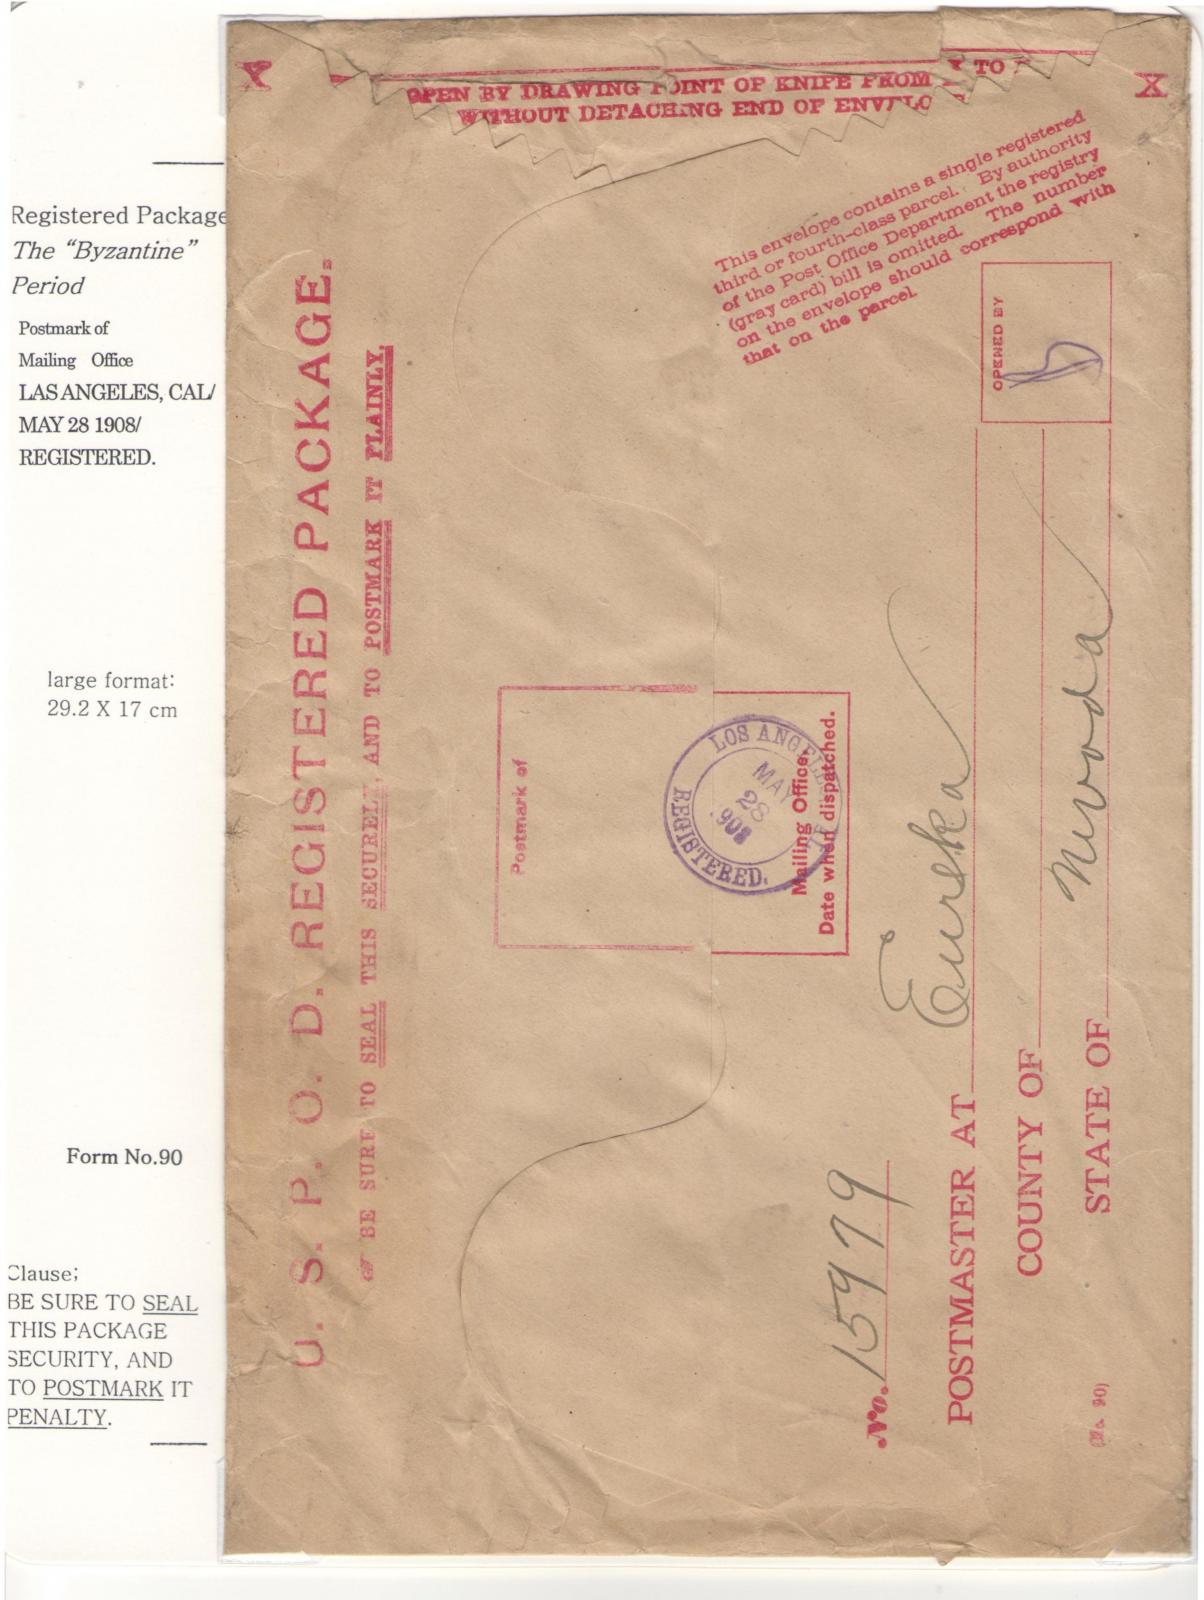 Registered Package
The "Byzantine"
Period
Postmark of
Mailing Office
LAS ANGELES, CAL/
MAY 28 1908/
REGISTERED.
large format:
29.2 X 17 cm
Form No.90
Clause;
BE SURE TO SEAL
THIS PACKAGE
SECURITY, AND
TO POSTMARK IT
PENALTY.
X
X
OPEN BY DRAWING POINT OF KNIFE FROM X TO X
WITHOUT DETACHING END OF ENVELO
This envelope contains a single registered
third or fourth-class parcel. By authority
of the Post Office Department the registry
(gray card) bill is omitted. The number
on the envelope should correspond with
that on the parcel.
OPENED BY
U. S. P. O. D. REGISTERED PACKAGE.
BE SURE TO SEAL THIS SECURELY, AND TO POSTMARK IT PLAINLY.
Postmark of
LOS ANGELES
MAY
28
908
REGISTERED.
Mailing Office.
Date when dispatched.
No. 15979
POSTMASTER AT Eureka
COUNTY OF
STATE OF Nevada
(No. 90)